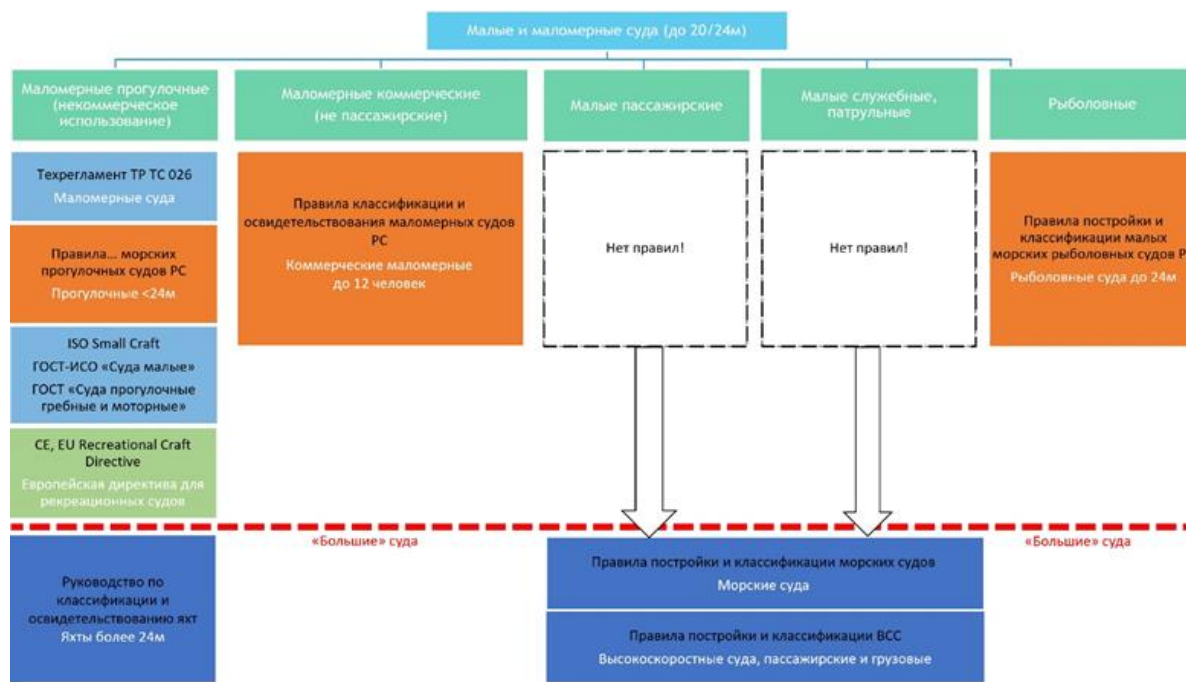 Малые и маломерные суда (до 20/24м)
Маломерные прогулочные
(некоммерческое
использование)
Маломерные коммерческие
(не пассажирские)
Малые пассажирские
Малые служебные,
патрульные
Рыболовные
Техрегламент ТР ТС 026
Маломерные суда
Правила... морских
прогулочных судов РС
Прогулочные <24м
ISO Small Craft
ГОСТ-ИСО «Суда малые»
ГОСТ «Суда прогулочные
гребные и моторные»
CE, EU Recreational Craft
Directive
Европейская директива для
рекреационных судов
Правила классификации и
освидетельствования маломерных судов
РС
Коммерческие маломерные
до 12 человек
Нет правил!
Нет правил!
Правила постройки и
классификации малых
морских рыболовных судов Р
Рыболовные суда до 24м
«Большие» суда
«Большие» суда
Руководство по
классификации и
освидетельствованию яхт
Яхты более 24м
Правила постройки и классификации морских судов
Морские суда
Правила постройки и классификации ВСС
Высокоскоростные суда, пассажирские и грузовые